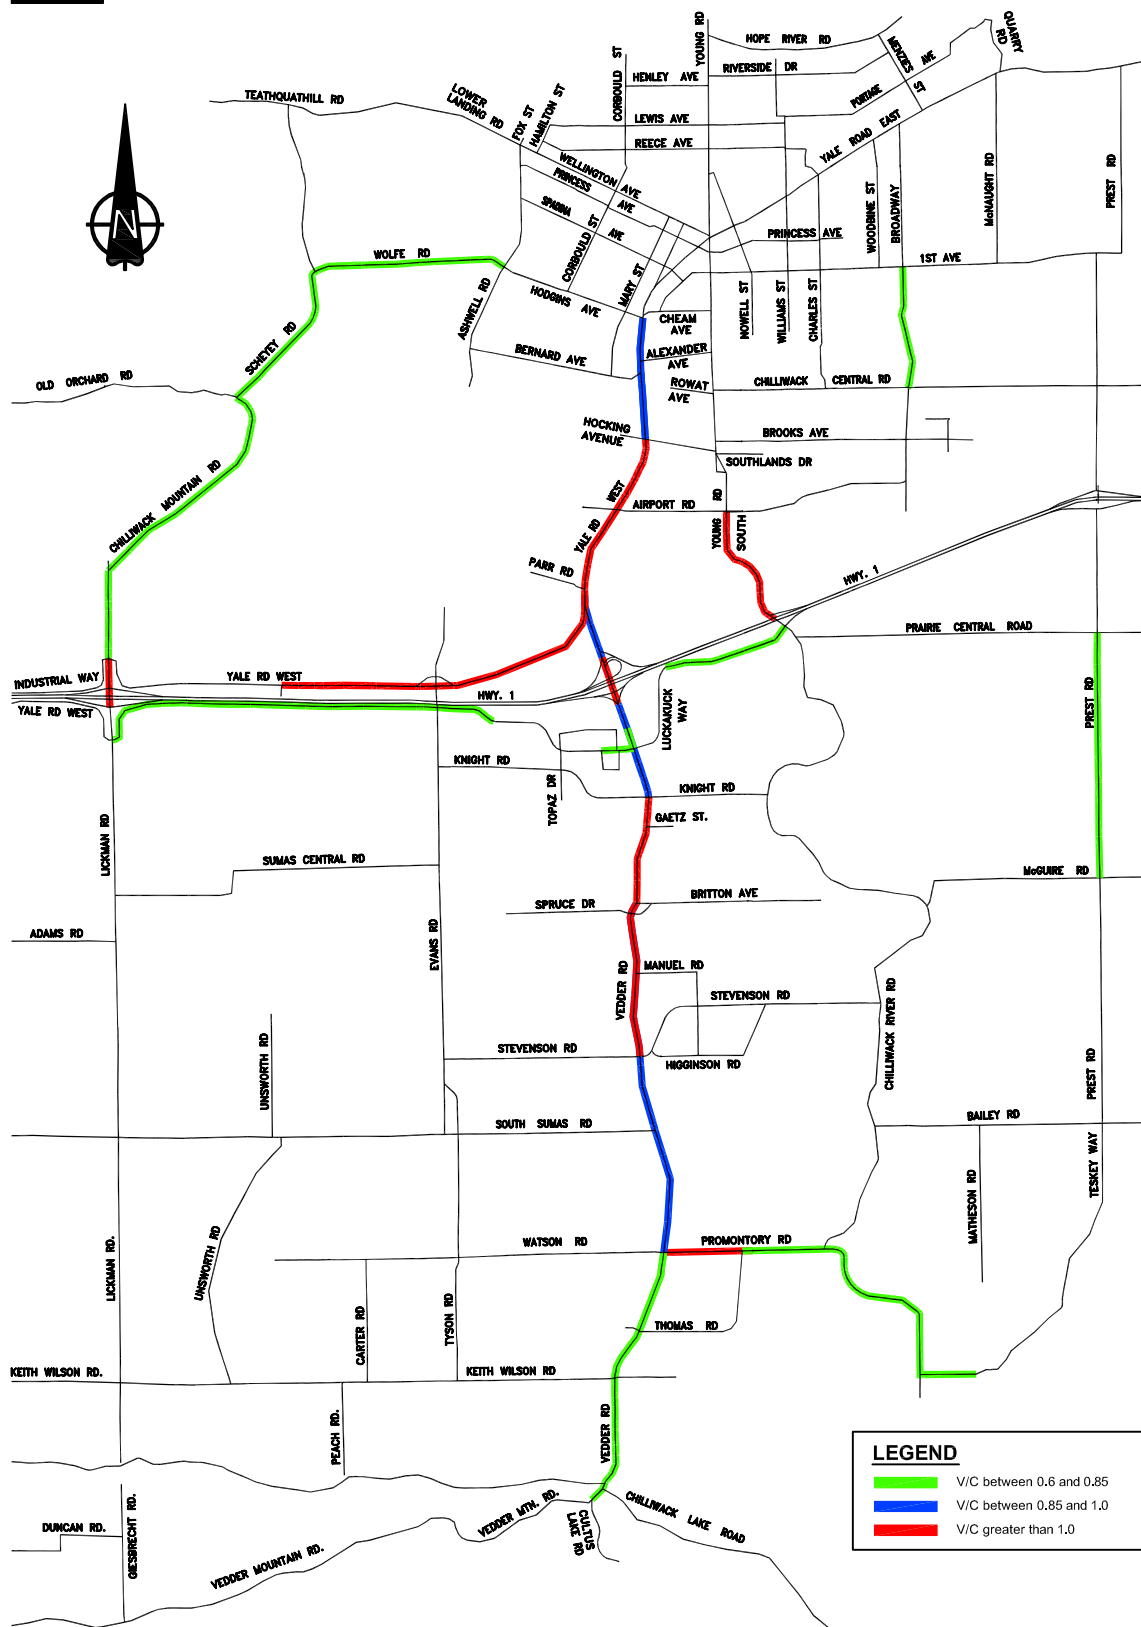 YOUNG RD
HOPE RIVER RD
QUARRY RD
MENZIES ST
CORBOULD ST
HENLEY AVE
RIVERSIDE DR
PORTAGE AVE
TEATHQUATHILL RD
LOWER LANDING RD
FOX ST
HAMILTON ST
LEWIS AVE
REECE AVE
YALE ROAD EAST
WELLINGTON AVE
PRINCESS AVE
SPADINA AVE
WOODBINE ST
BROADWAY
McNAUGHT RD
PREST RD
CORBOULD ST
PRINCESS AVE
WOLFE RD
1ST AVE
MARY ST
ASHWELL RD
HODGINS AVE
NOWELL ST
WILLIAMS ST
CHARLES ST
CHEAM AVE
SCHEYEY RD
BERNARD AVE
ALEXANDER AVE
OLD ORCHARD RD
ROWAT AVE
CHILLIWACK CENTRAL RD
HOCKING AVENUE
BROOKS AVE
SOUTHLANDS DR
CHILLIWACK MOUNTAIN RD
YALE RD WEST
AIRPORT RD
YOUNG RD SOUTH
PARR RD
HWY. 1
PRAIRIE CENTRAL ROAD
INDUSTRIAL WAY
YALE RD WEST
HWY. 1
YALE RD WEST
LUCKAKUCK WAY
PREST RD
KNIGHT RD
TOPAZ DR
KNIGHT RD
GAETZ ST.
LICKMAN RD
SUMAS CENTRAL RD
McGUIRE RD
SPRUCE DR
BRITTON AVE
ADAMS RD
EVANS RD
VEDDER RD
MANUEL RD
STEVENSON RD
CHILLIWACK RIVER RD
UNSWORTH RD
STEVENSON RD
HIGGINSON RD
PREST RD
SOUTH SUMAS RD
BAILEY RD
TESKEY WAY
MATHESON RD
LICKMAN RD.
UNSWORTH RD
WATSON RD
PROMONTORY RD
CARTER RD
TYSON RD
THOMAS RD
KEITH WILSON RD.
KEITH WILSON RD
PEACH RD.
VEDDER RD
GIESBRECHT RD.
DUNCAN RD.
VEDDER MTN. RD.
CULTUS LAKE RD
CHILLIWACK LAKE ROAD
VEDDER MOUNTAIN RD.
N
LEGEND
V/C between 0.6 and 0.85
V/C between 0.85 and 1.0
V/C greater than 1.0